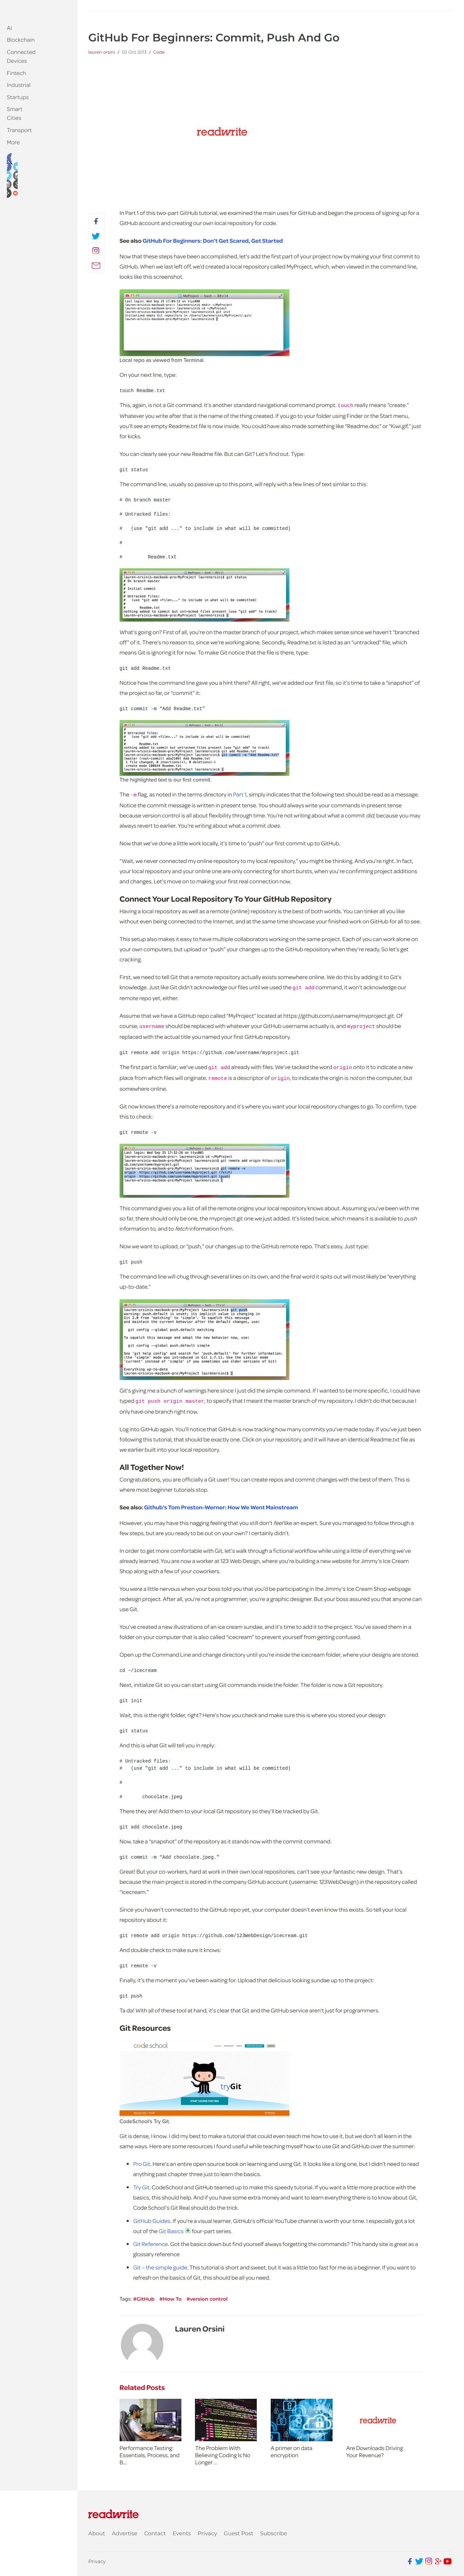 AI
Blockchain
Connected
Devices
Fintech
Industrial
Startups
Smart
Cities
Transport
More
GitHub For Beginners: Commit, Push And Go
lauren orsini / 02 Oct 2013 / Code
readwrite
In Part 1 of this two-part GitHub tutorial, we examined the main uses for GitHub and began the process of signing up for a
GitHub account and creating our own local repository for code.
See also GitHub For Beginners: Don't Get Scared, Get Started
Now that these steps have been accomplished, let's add the first part of your project now by making your first commit to
GitHub. When we last left off, we'd created a local repository called MyProject, which, when viewed in the command line,
looks like this screenshot.
Local repo as viewed from Terminal.
On your next line, type:
touch Readme.txt
This, again, is not a Git command. It's another standard navigational command prompt. touch really means "create."
Whatever you write after that is the name of the thing created. If you go to your folder using Finder or the Start menu,
you'll see an empty Readme.txt file is now inside. You could have also made something like "Readme.doc" or "Kiwi.gif," just
for kicks.
You can clearly see your new Readme file. But can Git? Let's find out. Type:
git status
The command line, usually so passive up to this point, will reply with a few lines of text similar to this:
# On branch master
# Untracked files:
#   (use "git add ..." to include in what will be committed)
#
#         Readme.txt
What's going on? First of all, you're on the master branch of your project, which makes sense since we haven't "branched
off" of it. There's no reason to, since we're working alone. Secondly, Readme.txt is listed as an "untracked" file, which
means Git is ignoring it for now. To make Git notice that the file is there, type:
git add Readme.txt
Notice how the command line gave you a hint there? All right, we've added our first file, so it's time to take a "snapshot" of
the project so far, or "commit" it:
git commit -m "Add Readme.txt"
The highlighted text is our first commit.
The -m flag, as noted in the terms directory in Part 1, simply indicates that the following text should be read as a message.
Notice the commit message is written in present tense. You should always write your commands in present tense
because version control is all about flexibility through time. You're not writing about what a commit did, because you may
always revert to earlier. You're writing about what a commit does.
Now that we've done a little work locally, it's time to "push" our first commit up to GitHub.
"Wait, we never connected my online repository to my local repository," you might be thinking. And you're right. In fact,
your local repository and your online one are only connecting for short bursts, when you're confirming project additions
and changes. Let's move on to making your first real connection now.
Connect Your Local Repository To Your GitHub Repository
Having a local repository as well as a remote (online) repository is the best of both worlds. You can tinker all you like
without even being connected to the Internet, and at the same time showcase your finished work on GitHub for all to see.
This setup also makes it easy to have multiple collaborators working on the same project. Each of you can work alone on
your own computers, but upload or "push" your changes up to the GitHub repository when they're ready. So let's get
cracking.
First, we need to tell Git that a remote repository actually exists somewhere online. We do this by adding it to Git's
knowledge. Just like Git didn't acknowledge our files until we used the git add command, it won't acknowledge our
remote repo yet, either.
Assume that we have a GitHub repo called "MyProject" located at https://github.com/username/myproject.git. Of
course, username should be replaced with whatever your GitHub username actually is, and myproject should be
replaced with the actual title you named your first GitHub repository.
git remote add origin https://github.com/username/myproject.git
The first part is familiar; we've used git add already with files. We've tacked the word origin onto it to indicate a new
place from which files will originate. remote is a descriptor of origin, to indicate the origin is not on the computer, but
somewhere online.
Git now knows there's a remote repository and it's where you want your local repository changes to go. To confirm, type
this to check:
git remote -v
This command gives you a list of all the remote origins your local repository knows about. Assuming you've been with me
so far, there should only be one, the myproject.git one we just added. It's listed twice, which means it is available to push
information to, and to fetch information from.
Now we want to upload, or "push," our changes up to the GitHub remote repo. That's easy. Just type:
git push
The command line will chug through several lines on its own, and the final word it spits out will most likely be "everything
up-to-date."
Git's giving me a bunch of warnings here since I just did the simple command. If I wanted to be more specific, I could have
typed git push origin master, to specify that I meant the master branch of my repository. I didn't do that because I
only have one branch right now.
Log into GitHub again. You'll notice that GitHub is now tracking how many commits you've made today. If you've just been
following this tutorial, that should be exactly one. Click on your repository, and it will have an identical Readme.txt file as
we earlier built into your local repository.
All Together Now!
Congratulations, you are officially a Git user! You can create repos and commit changes with the best of them. This is
where most beginner tutorials stop.
See also: Github's Tom Preston-Werner: How We Went Mainstream
However, you may have this nagging feeling that you still don't feel like an expert. Sure you managed to follow through a
few steps, but are you ready to be out on your own? I certainly didn't.
In order to get more comfortable with Git, let's walk through a fictional workflow while using a little of everything we've
already learned. You are now a worker at 123 Web Design, where you're building a new website for Jimmy's Ice Cream
Shop along with a few of your coworkers.
You were a little nervous when your boss told you that you'd be participating in the Jimmy's Ice Cream Shop webpage
redesign project. After all, you're not a programmer; you're a graphic designer. But your boss assured you that anyone can
use Git.
You've created a new illustrations of an ice cream sundae, and it's time to add it to the project. You've saved them in a
folder on your computer that is also called "icecream" to prevent yourself from getting confused.
Open up the Command Line and change directory until you're inside the icecream folder, where your designs are stored.
cd ~/icecream
Next, initialize Git so you can start using Git commands inside the folder. The folder is now a Git repository.
git init
Wait, this is the right folder, right? Here's how you check and make sure this is where you stored your design:
git status
And this is what Git will tell you in reply:
# Untracked files:
#   (use "git add ..." to include in what will be committed)
#
#       chocolate.jpeg
There they are! Add them to your local Git repository so they'll be tracked by Git.
git add chocolate.jpeg
Now, take a "snapshot" of the repository as it stands now with the commit command:
git commit -m "Add chocolate.jpeg."
Great! But your co-workers, hard at work in their own local repositories, can't see your fantastic new design. That's
because the main project is stored in the company GitHub account (username: 123WebDesign) in the repository called
"icecream."
Since you haven't connected to the GitHub repo yet, your computer doesn't even know this exists. So tell your local
repository about it:
git remote add origin https://github.com/123WebDesign/icecream.git
And double check to make sure it knows:
git remote -v
Finally, it's the moment you've been waiting for. Upload that delicious looking sundae up to the project:
git push
Ta da! With all of these tool at hand, it's clear that Git and the GitHub service aren't just for programmers.
Git Resources
code school
tryGit
CodeSchool's Try Git.
Git is dense, I know. I did my best to make a tutorial that could even teach me how to use it, but we don't all learn in the
same ways. Here are some resources I found useful while teaching myself how to use Git and GitHub over the summer:
Pro Git. Here's an entire open source book on learning and using Git. It looks like a long one, but I didn't need to read
anything past chapter three just to learn the basics.
Try Git. CodeSchool and GitHub teamed up to make this speedy tutorial. If you want a little more practice with the
basics, this should help. And if you have some extra money and want to learn everything there is to know about Git,
Code School's Git Real should do the trick.
GitHub Guides. If you're a visual learner, GitHub's official YouTube channel is worth your time. I especially got a lot
out of the Git Basics four-part series.
Git Reference. Got the basics down but find yourself always forgetting the commands? This handy site is great as a
glossary reference
Git – the simple guide. This tutorial is short and sweet, but it was a little too fast for me as a beginner. If you want to
refresh on the basics of Git, this should be all you need.
Tags: #GitHub #How To #version control
Lauren Orsini
Related Posts
readwrite
Performance Testing:
Essentials, Process, and
B...
The Problem With
Believing Coding Is No
Longer ...
A primer on data
encryption
Are Downloads Driving
Your Revenue?
readwrite
About Advertise Contact Events Privacy Guest Post Subscribe
Privacy